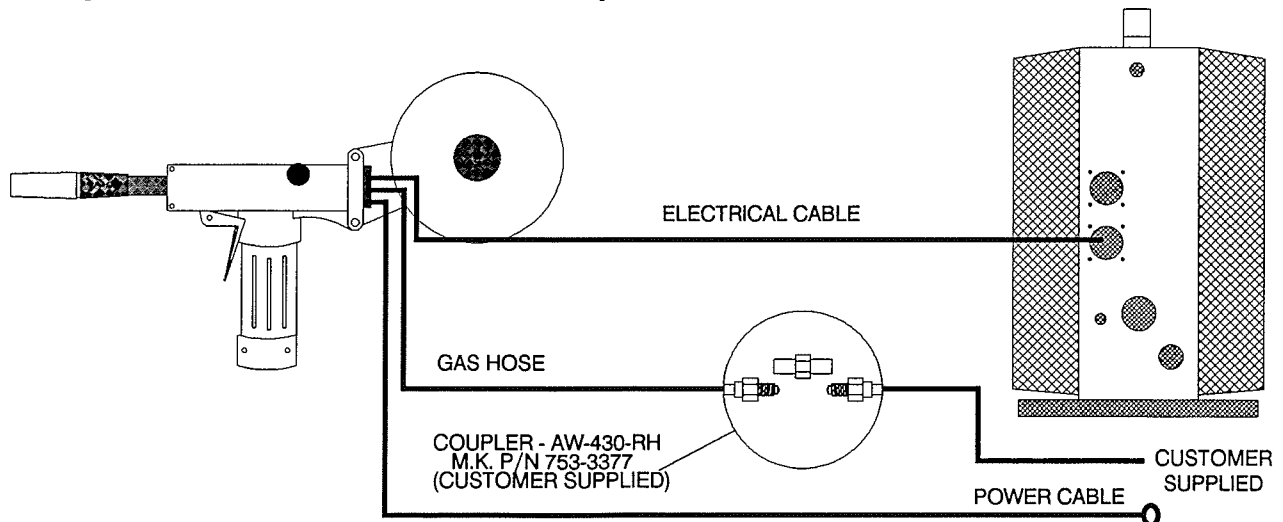 ELECTRICAL CABLE
GAS HOSE
COUPLER - AW-430-RH
M.K. P/N 753-3377
(CUSTOMER SUPPLIED)
CUSTOMER
SUPPLIED
POWER CABLE